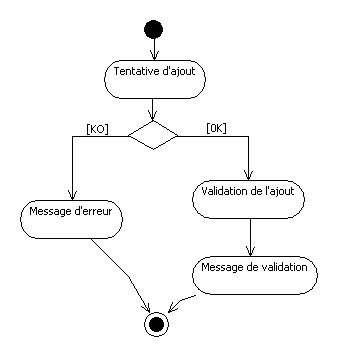 Tentative d'ajout
[KO]
[OK]
Validation de l'ajout
Message d'erreur
Message de validation